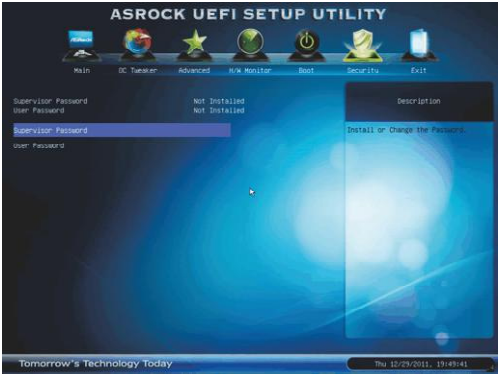 ASROCK UEFI SETUP UTILITY
ASRock
Main OC Tweaker Advanced H/W Monitor Boot Security Exit
Supervisor Password Not Installed
User Password Not Installed
Supervisor Password
User Password
Description
Install or Change the Password.
Tomorrow's Technology Today
Thu 12/29/2011, 19:49:41